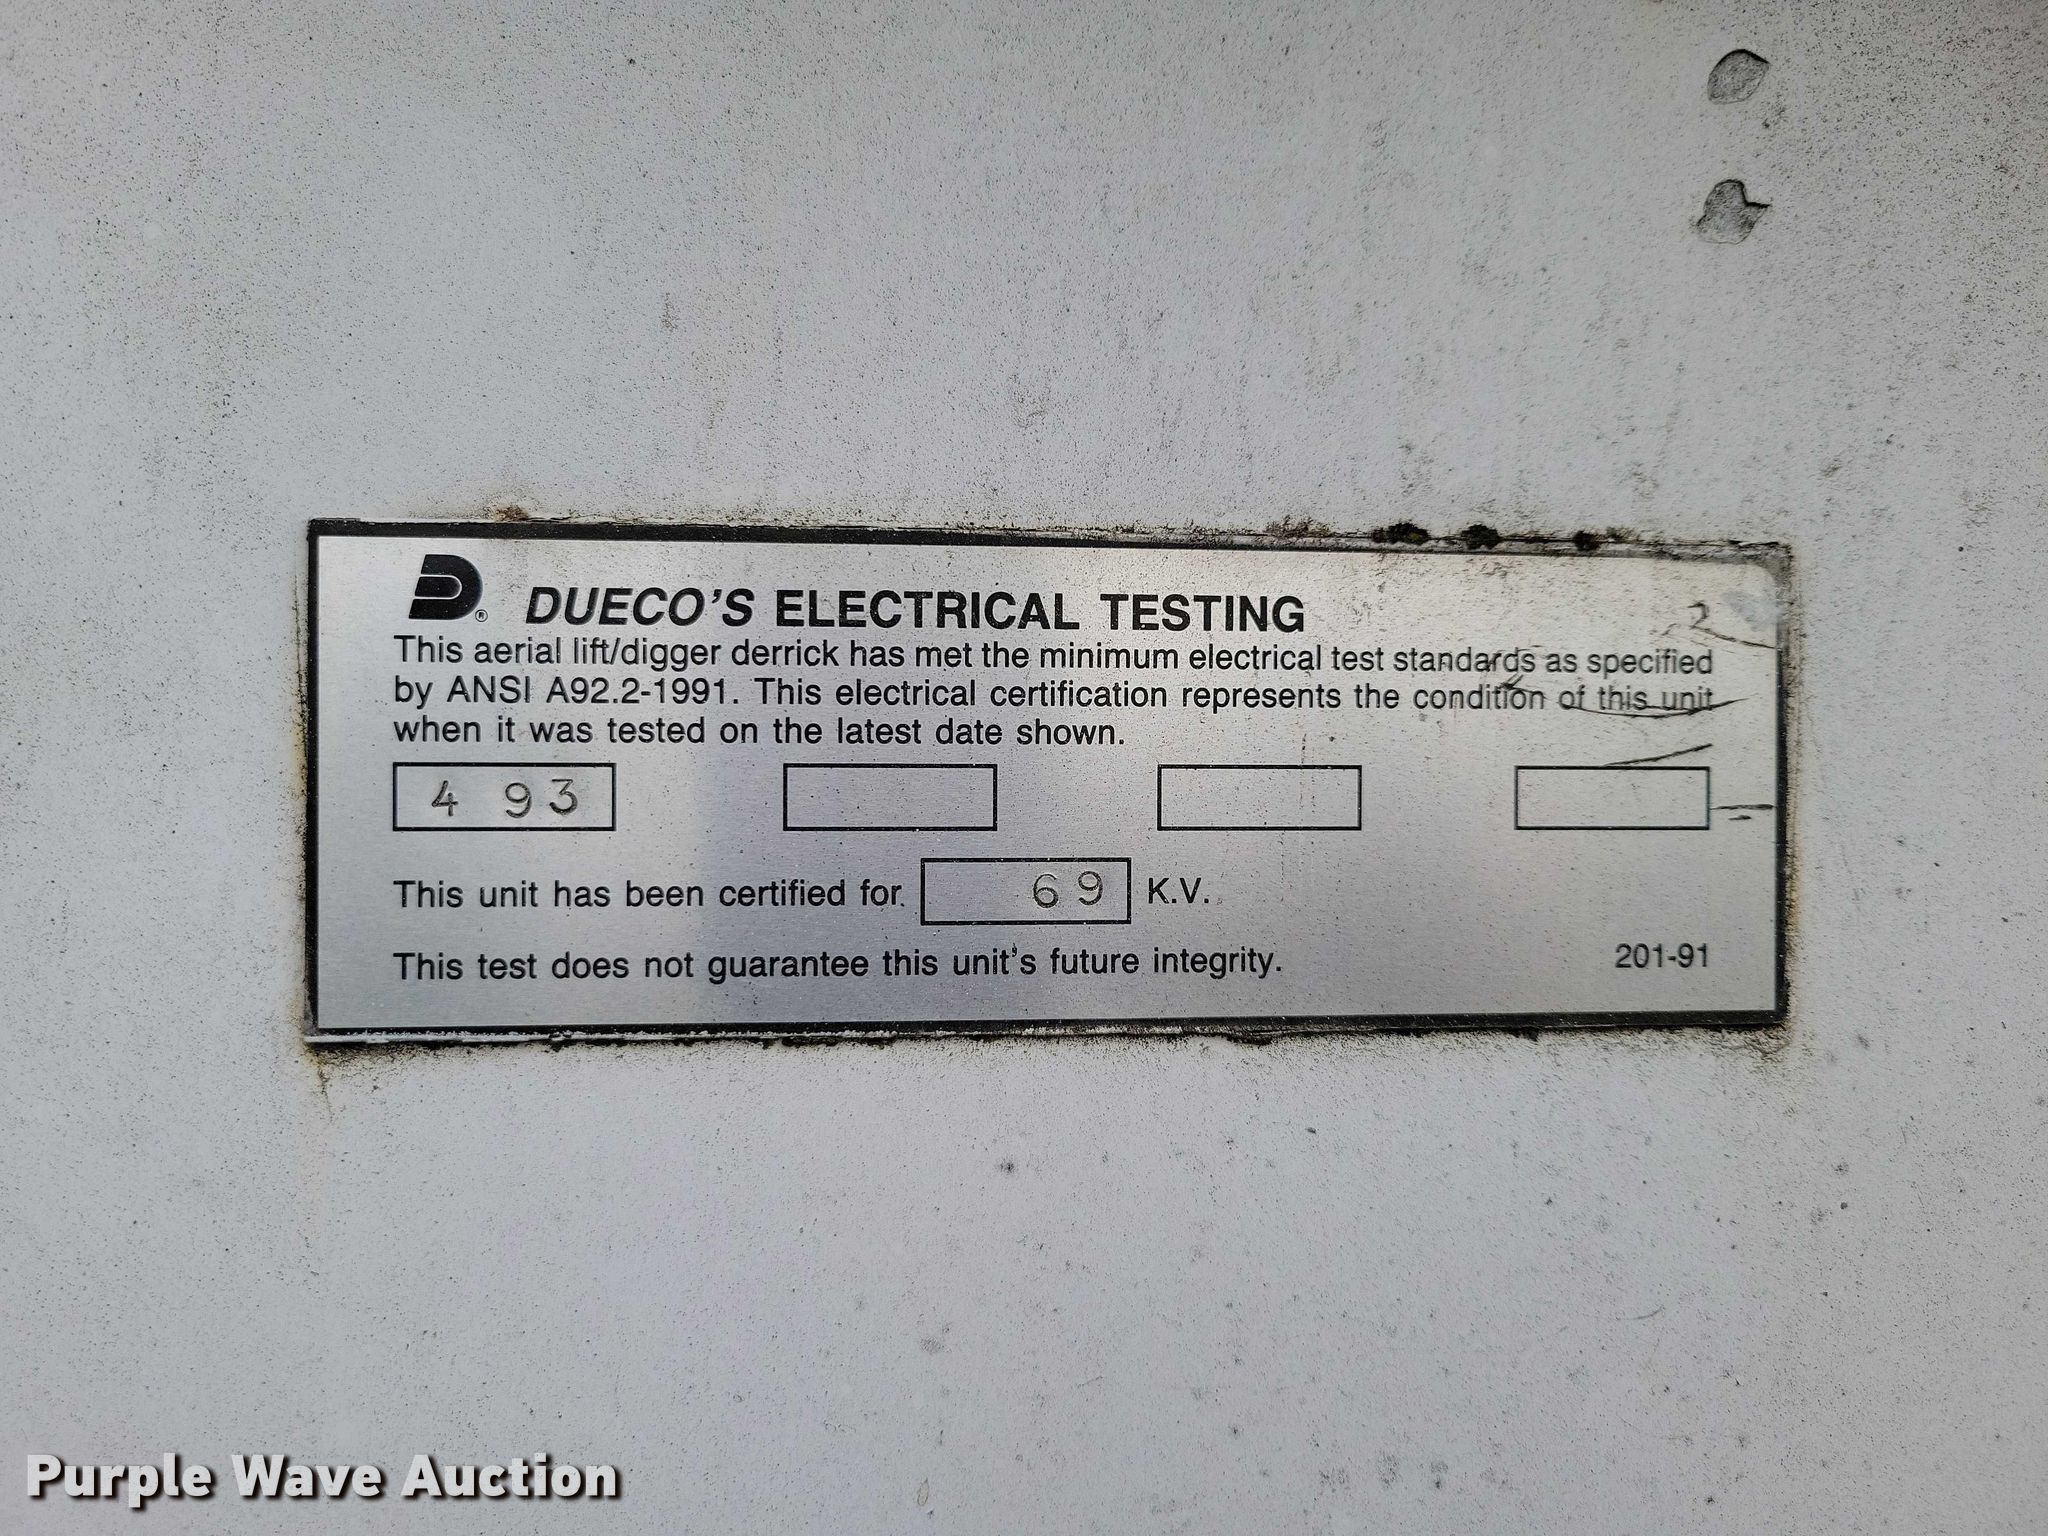 DUECO'S ELECTRICAL TESTING
This aerial lift/digger derrick has met the minimum electrical test standards as specified
by ANSI A92.2-1991. This electrical certification represents the condition of this unit
when it was tested on the latest date shown.
4 93
This unit has been certified for 69 K.V.
This test does not guarantee this unit's future integrity. 201-91
Purple Wave Auction